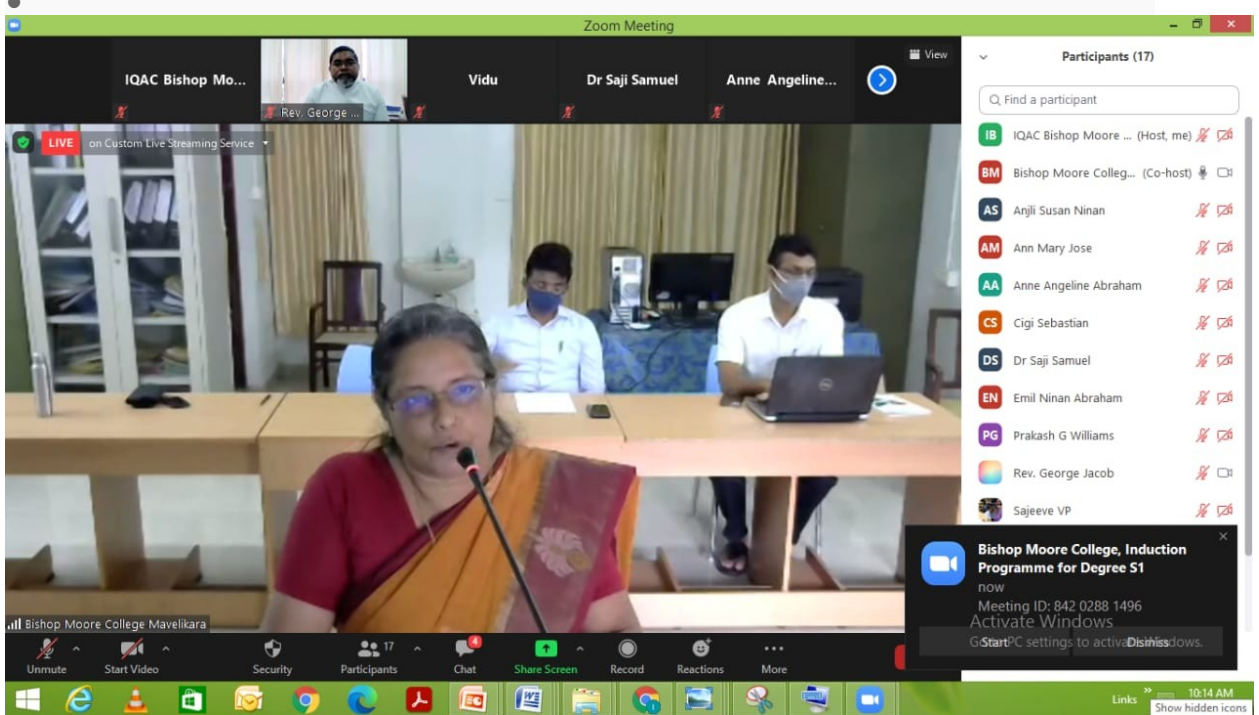 Zoom Meeting
IQAC Bishop Mo...
Rev. George ...
Vidu
Dr Saji Samuel
Anne Angeline...
View
LIVE on Custom Live Streaming Service
Bishop Moore College Mavelikara
Participants (17)
Find a participant
IB IQAC Bishop Moore ... (Host, me)
BM Bishop Moore Colleg... (Co-host)
AS Anjli Susan Ninan
AM Ann Mary Jose
AA Anne Angeline Abraham
CS Cigi Sebastian
DS Dr Saji Samuel
EN Emil Ninan Abraham
PG Prakash G Williams
Rev. George Jacob
Sajeeve VP
Bishop Moore College, Induction
Programme for Degree S1
now
Meeting ID: 842 0288 1496
Activate Windows
Start
PC settings to activa
Dismiss
dows.
Unmute
Start Video
Security
17
Participants
4
Chat
Share Screen
Record
Reactions
More
Links
10:14 AM
Show hidden icons